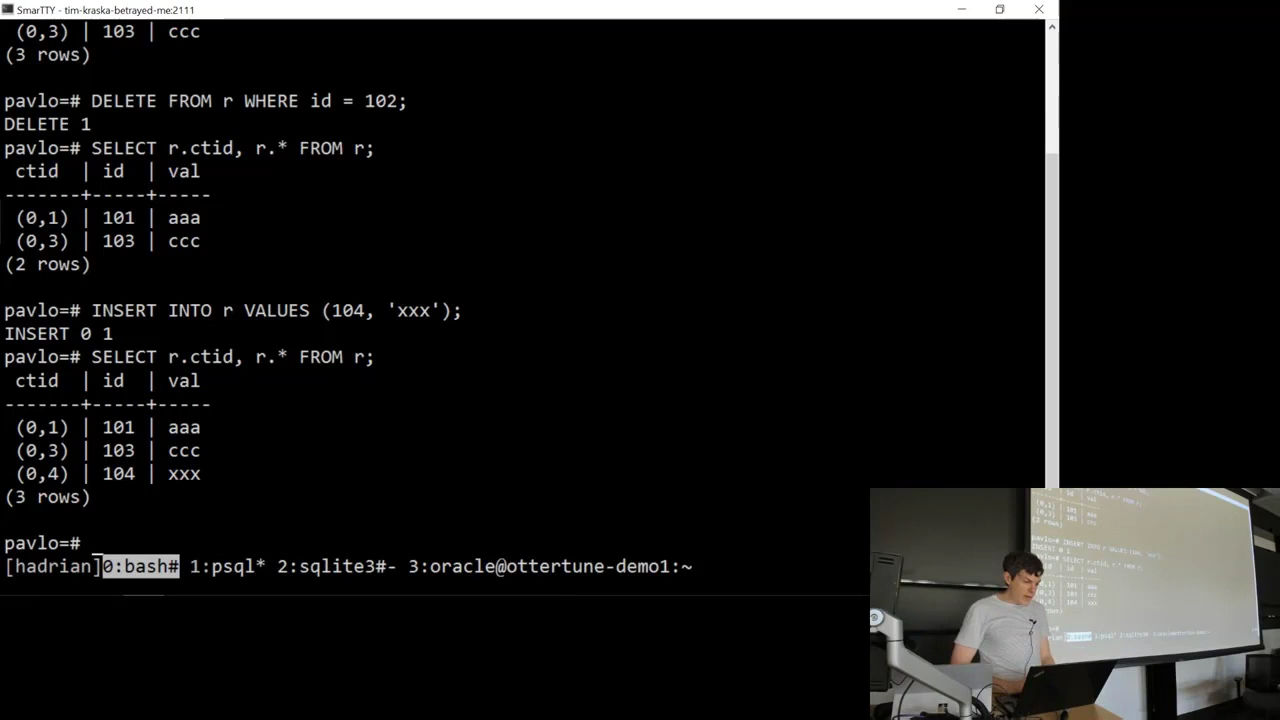 SmarTTY - tim-kraska-betrayed-me:2111
(0,3) | 103 | ccc
(3 rows)
pavlo=# DELETE FROM r WHERE id = 102;
DELETE 1
pavlo=# SELECT r.ctid, r.* FROM r;
ctid | id | val
-------+-----+-----
(0,1) | 101 | aaa
(0,3) | 103 | ccc
(2 rows)
pavlo=# INSERT INTO r VALUES (104, 'xxx');
INSERT 0 1
pavlo=# SELECT r.ctid, r.* FROM r;
ctid | id | val
-------+-----+-----
(0,1) | 101 | aaa
(0,3) | 103 | ccc
(0,4) | 104 | xxx
(3 rows)
pavlo=#
[hadrian]0:bash# 1:psql* 2:sqlite3#- 3:oracle@ottertune-demo1:~